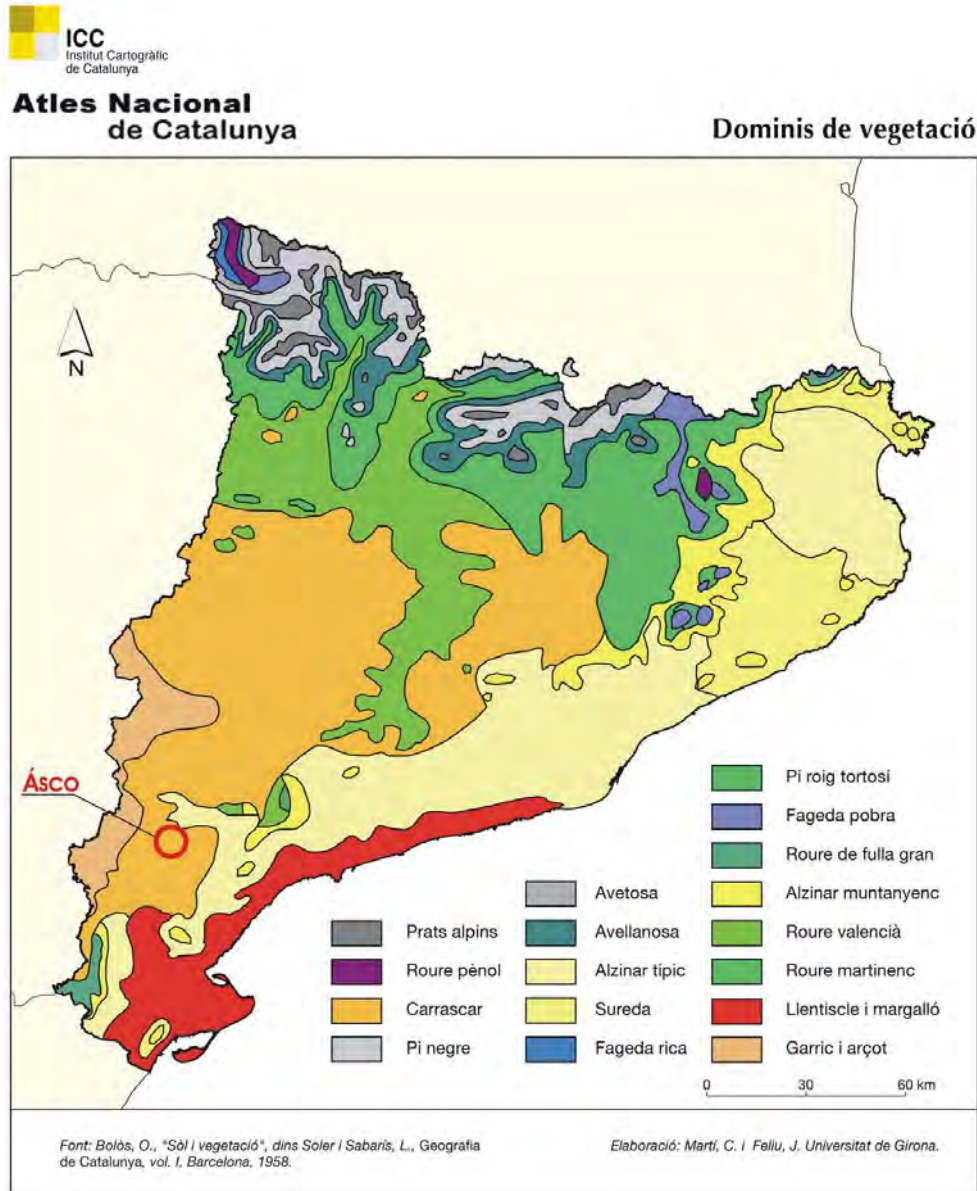 ICC
Institut Cartogràfic
de Catalunya
Atles Nacional
de Catalunya
Dominis de vegetació
N
Ásco
Prats alpins
Roure pènol
Carrascar
Pi negre
Avetosa
Avellanosa
Alzinar típic
Sureda
Fageda rica
Pi roig tortosí
Fageda pobra
Roure de fulla gran
Alzinar muntanyenc
Roure valencià
Roure martinenc
Llentiscle i margalló
Garric i arçot
0 30 60 km
Font: Bolòs, O., "Sòl i vegetació", dins Soler i Sabarís, L., Geografia
de Catalunya, vol. I, Barcelona, 1958.
Elaboració: Martí, C. i Feliu, J. Universitat de Girona.